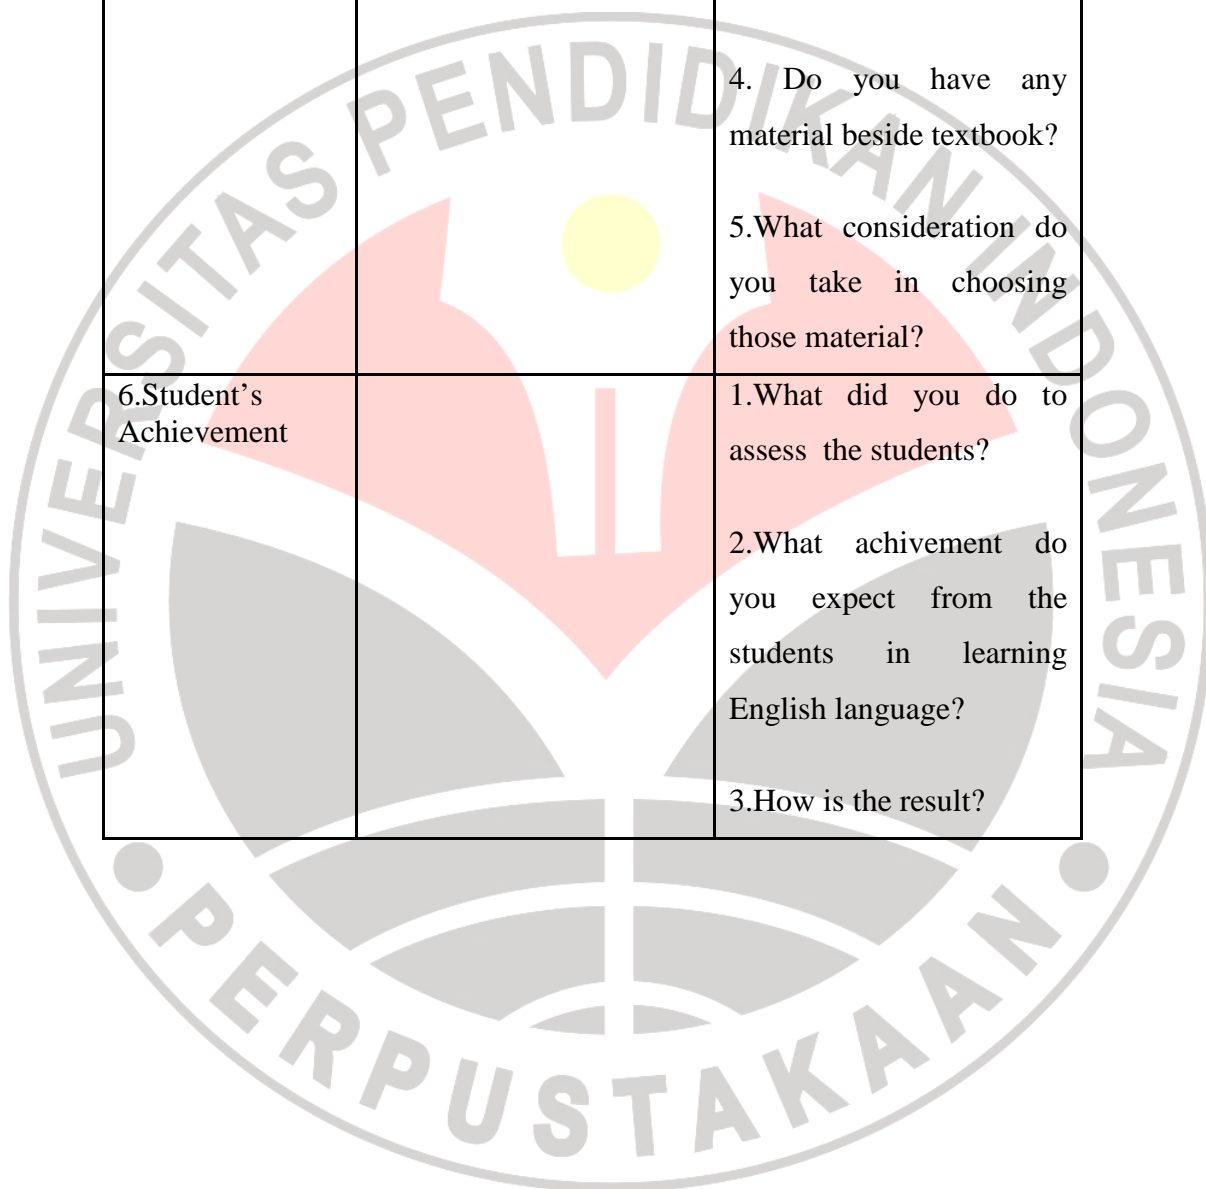 4. Do you have any
material beside textbook?
5.What consideration do
you take in choosing
those material?
6.Student’s
Achievement
1.What did you do to
assess the students?
2.What achivement do
you expect from the
students in learning
English language?
3.How is the result?
UNIVERSITAS PENDIDIKAN INDONESIA
PERPUSTAKAAN